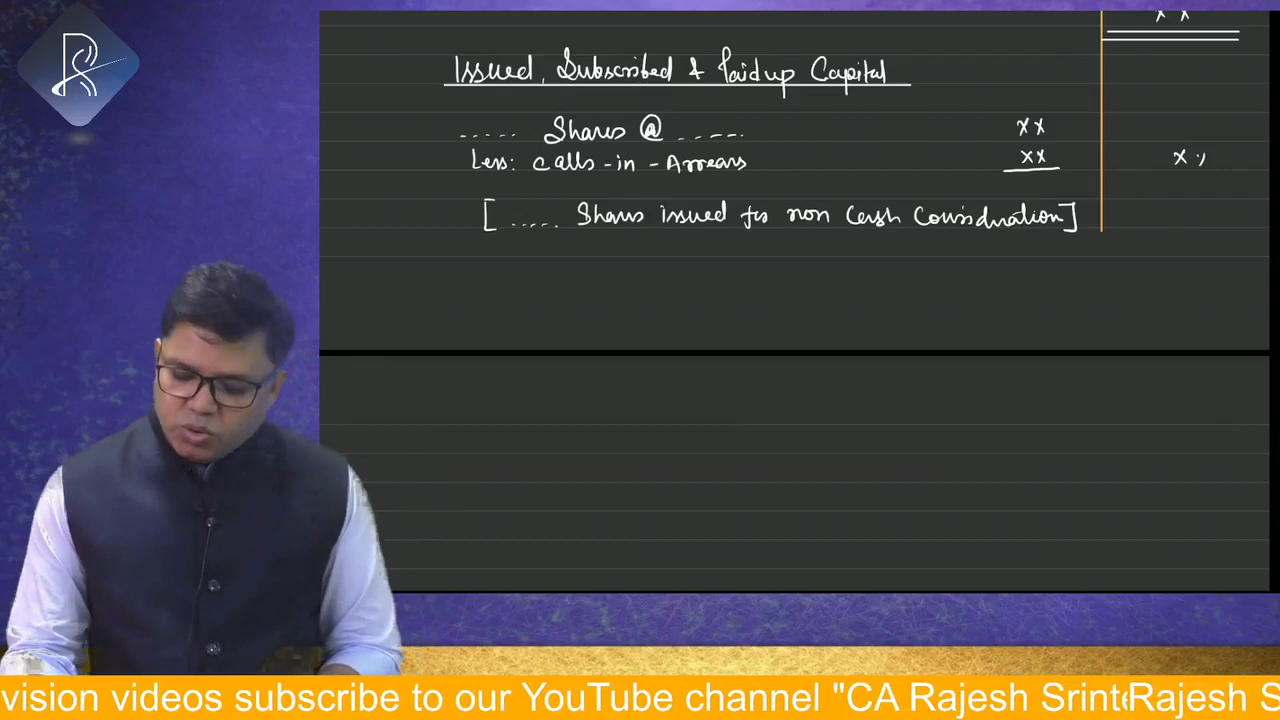 x x
Issued, Subscribed & Paidup Capital
..... Shares @ ..... xx
Less: Calls-in-Arrears xx x
[ ..... Shares issued for non cash Consideration]
RS
vision videos subscribe to our YouTube channel "CA Rajesh Srint Rajesh S